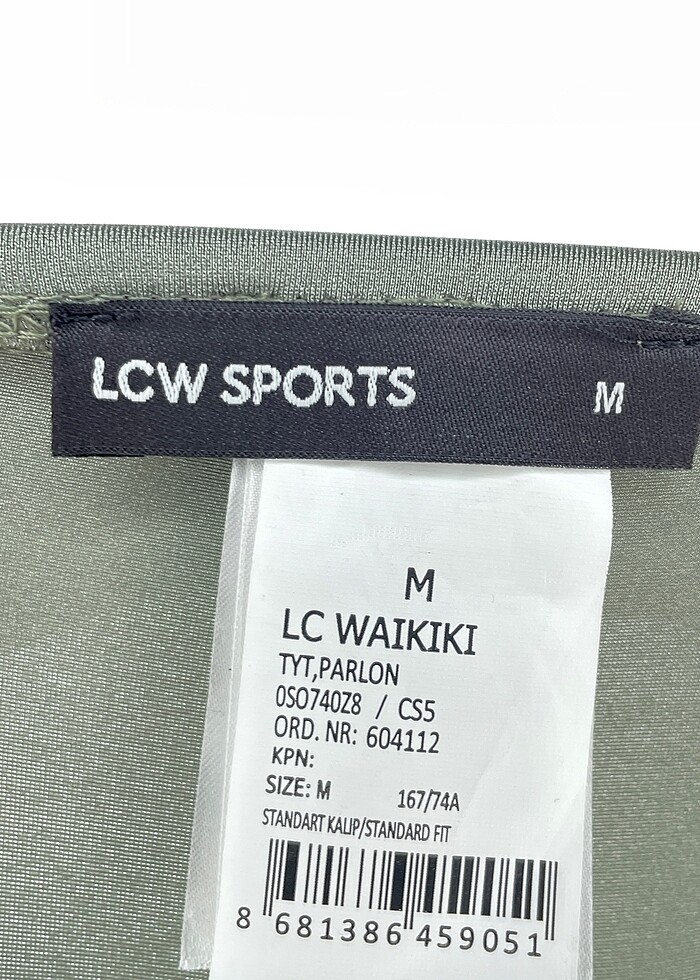 LCW SPORTS M
M
LC WAIKIKI
TYT,PARLON
0SO740Z8 / CS5
ORD. NR: 604112
KPN:
SIZE: M 167/74A
STANDART KALIP/STANDARD FIT
8 681386 459051